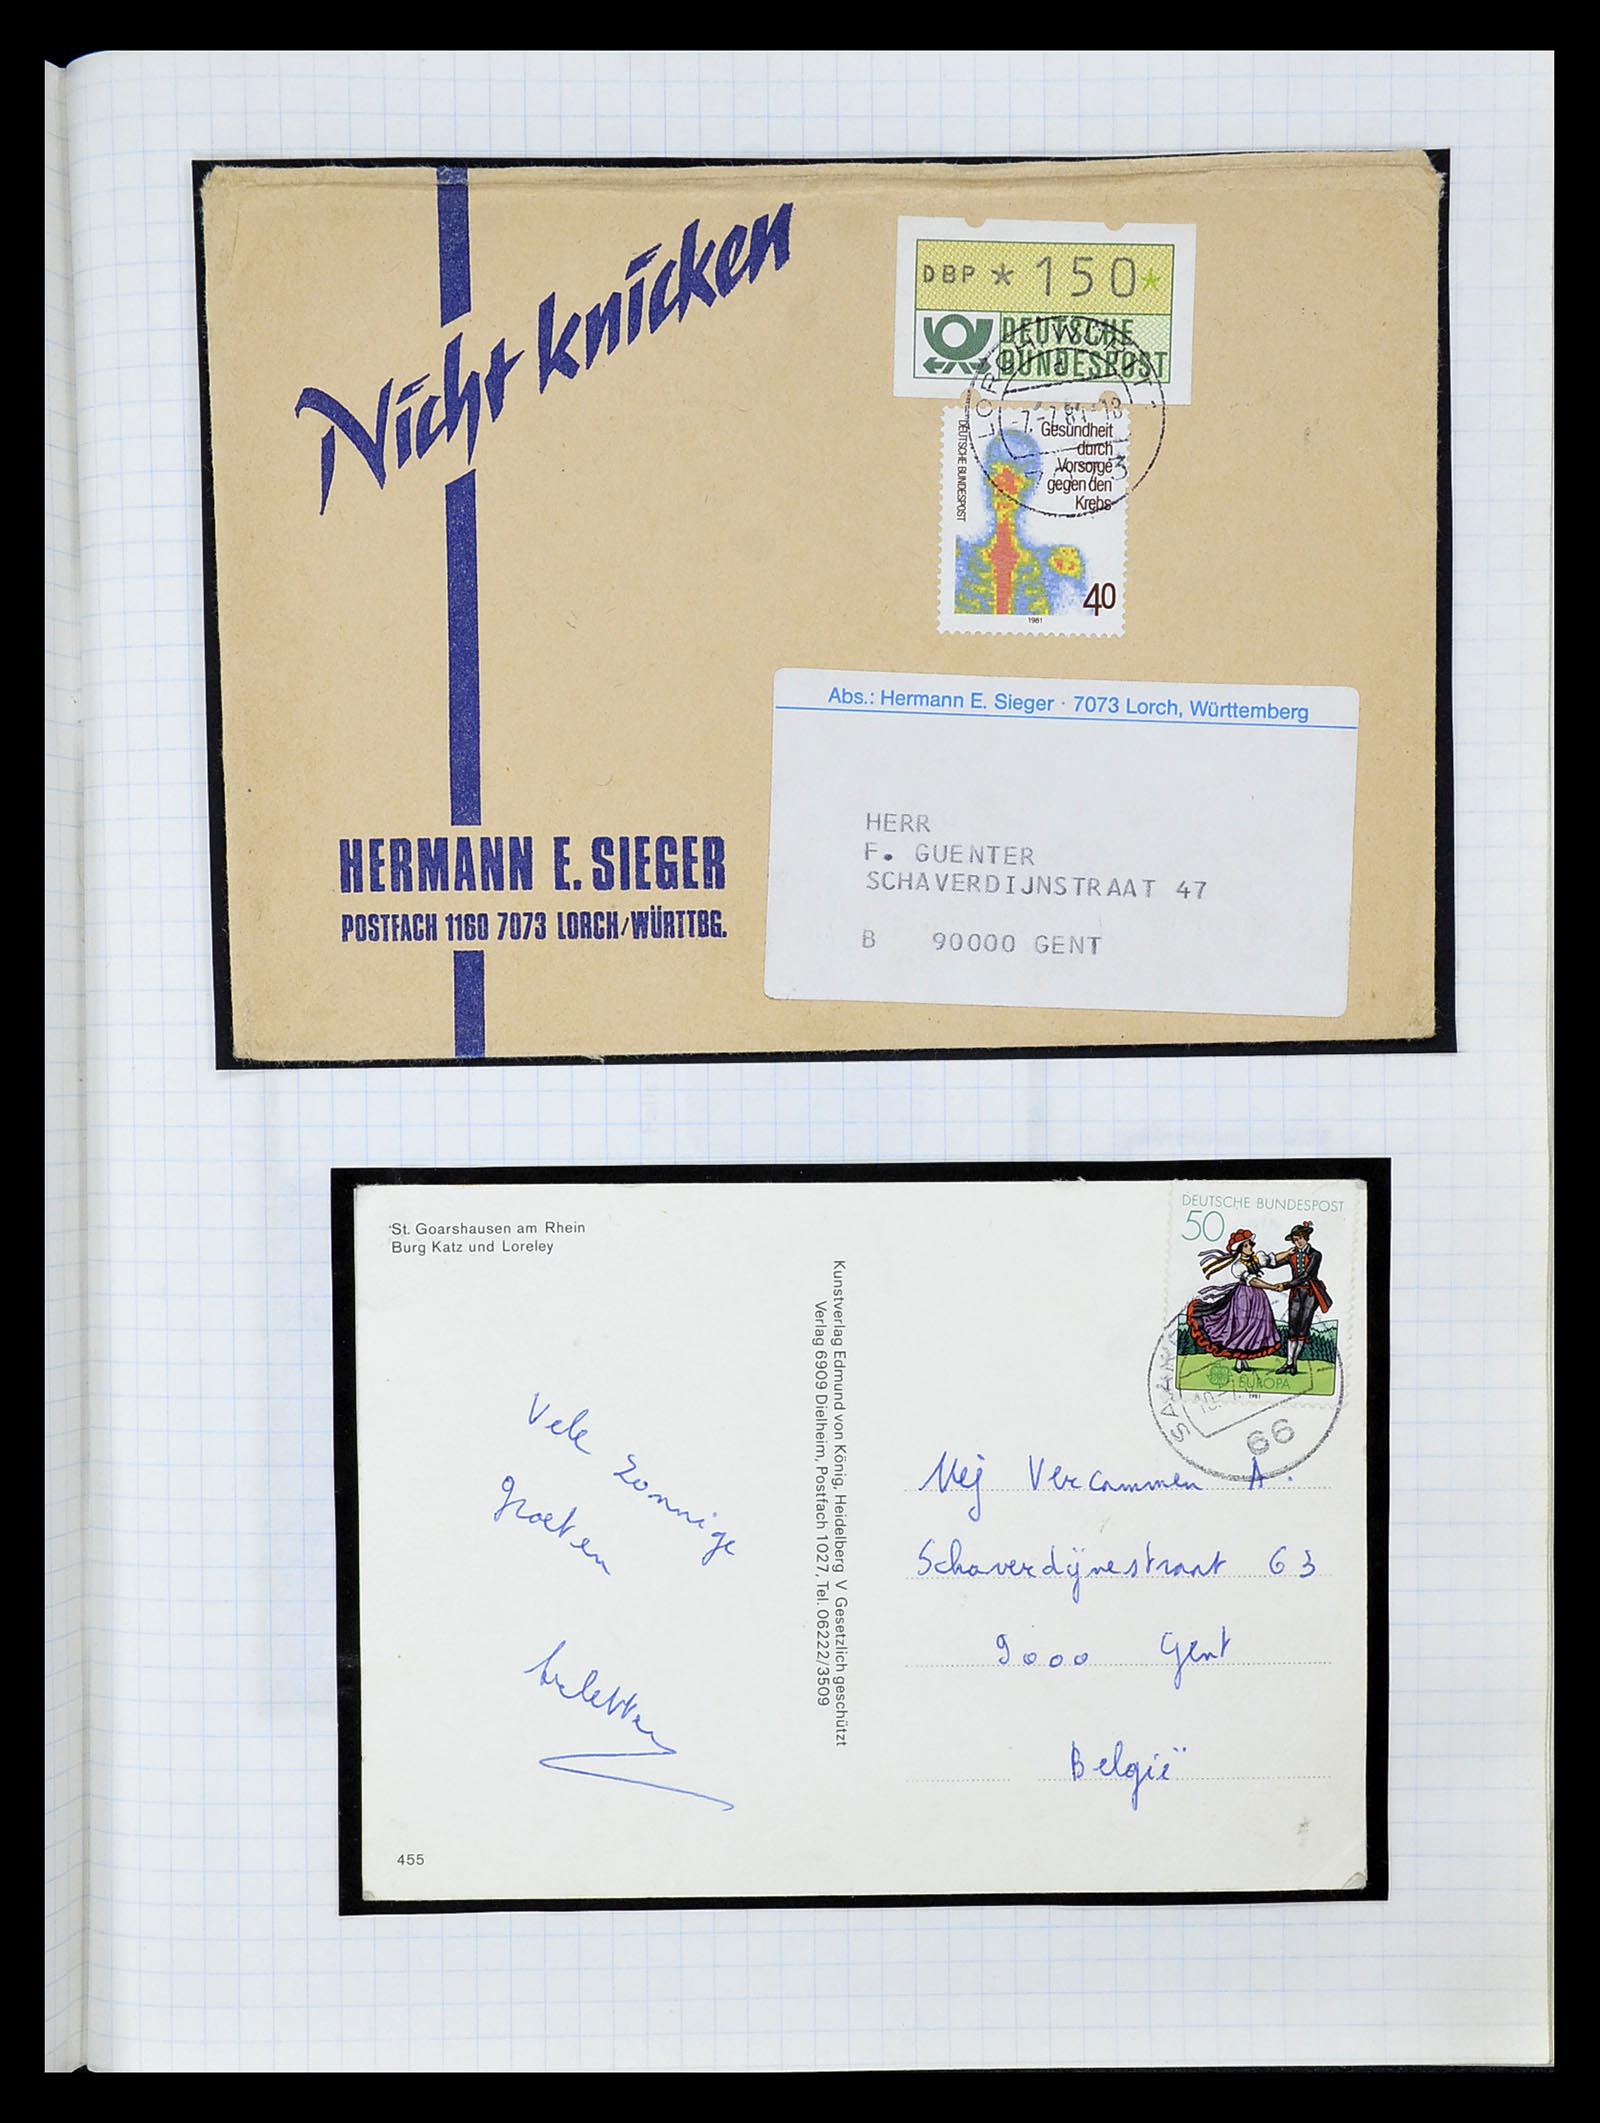 Nicht knicken
DBP * 150*
DEUTSCHE
BUNDESPOST
DEUTSCHE BUNDESPOST
Gesundheit
durch
Vorsorge
gegen den
Krebs
40
1981
Abs.: Hermann E. Sieger · 7073 Lorch, Württemberg
HERR
F. GUENTER
SCHAVERDIJNSTRAAT 47
B 90000 GENT
HERMANN E. SIEGER
POSTFACH 1160 7073 LORCH/WÜRTTBG.
St. Goarshausen am Rhein
Burg Katz und Loreley
Kunstverlag Edmund von König, Heidelberg V Gesetzlich geschützt
Verlag 6909 Dielheim, Postfach 1027, Tel. 06222/3509
DEUTSCHE BUNDESPOST
50
EUROPA
1981
66
Vele zonnige
Groeten
Mej Vercammen A.
Schaverdijnestraat 63
9000 Gent
België
455